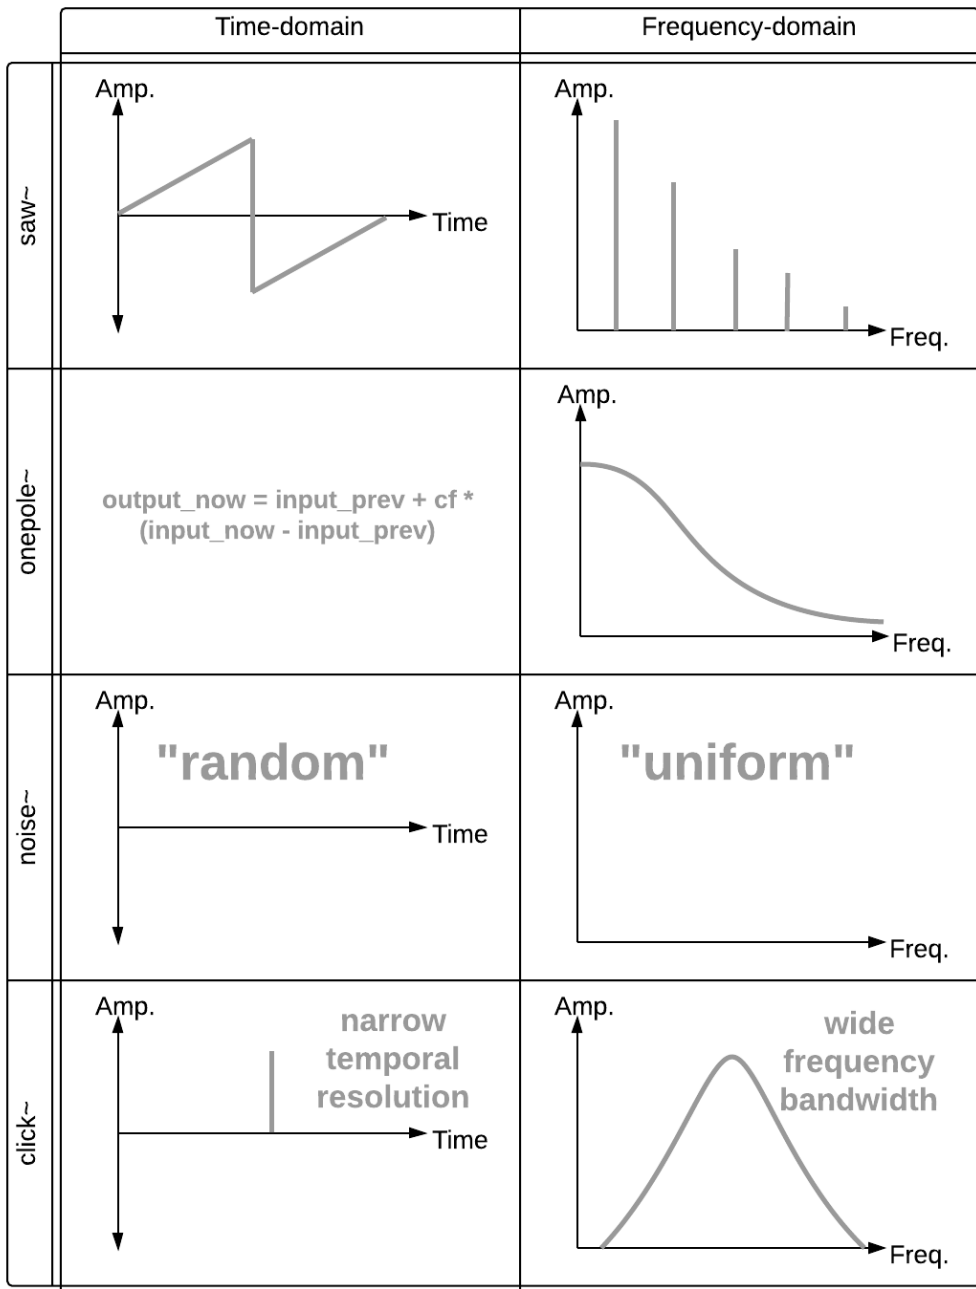 Time-domain
Frequency-domain
saw~
Amp.
Time
Amp.
Freq.
onepole~
output_now = input_prev + cf *
(input_now - input_prev)
Amp.
Freq.
noise~
Amp.
"random"
Time
Amp.
"uniform"
Freq.
click~
Amp.
narrow
temporal
resolution
Time
Amp.
wide
frequency
bandwidth
Freq.